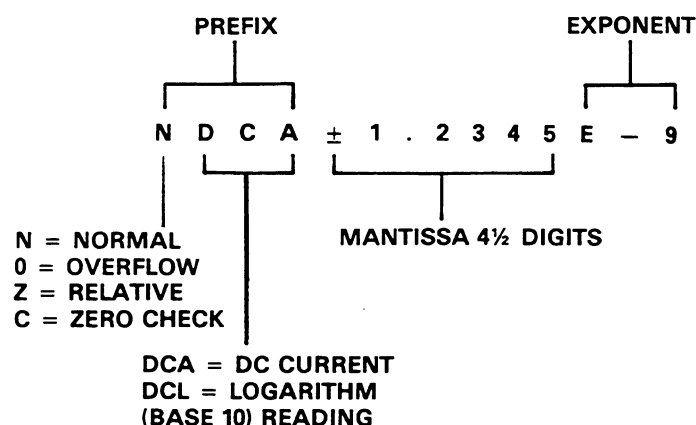 PREFIX EXPONENT
N D C A ± 1 . 2 3 4 5 E – 9
MANTISSA 4½ DIGITS
N = NORMAL
0 = OVERFLOW
Z = RELATIVE
C = ZERO CHECK
DCA = DC CURRENT
DCL = LOGARITHM
(BASE 10) READING